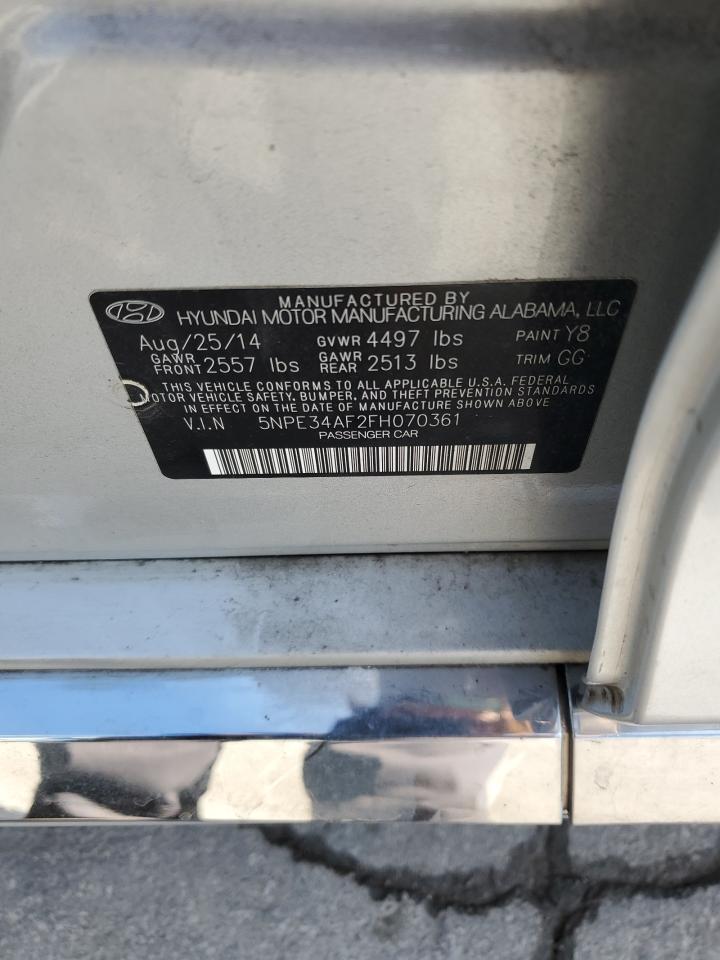 MANUFACTURED BY
HYUNDAI MOTOR MANUFACTURING ALABAMA, LLC
Aug/25/14 GVWR 4497 lbs PAINT Y8
GAWR FRONT 2557 lbs GAWR REAR 2513 lbs TRIM GG
THIS VEHICLE CONFORMS TO ALL APPLICABLE U.S.A. FEDERAL
MOTOR VEHICLE SAFETY, BUMPER, AND THEFT PREVENTION STANDARDS
IN EFFECT ON THE DATE OF MANUFACTURE SHOWN ABOVE
V.I.N 5NPE34AF2FH070361
PASSENGER CAR